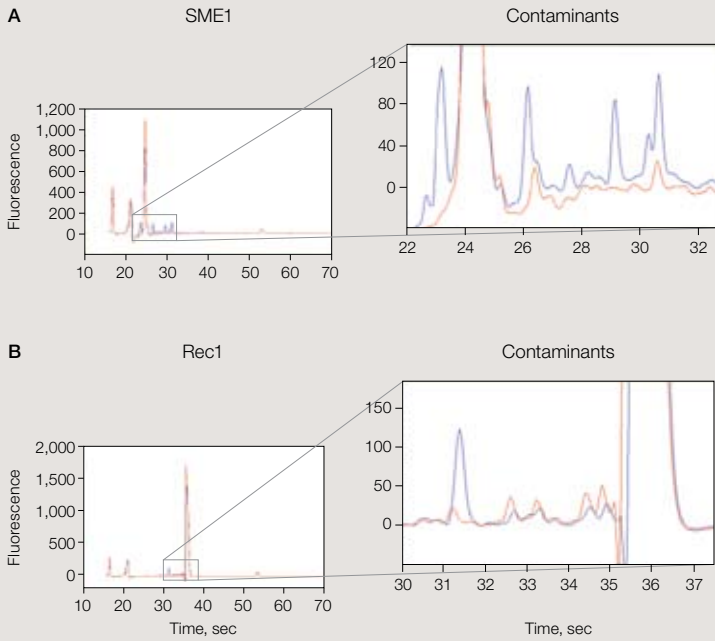 A
SME1
Contaminants
Fluorescence
1,200
1,000
800
600
400
200
0
10 20 30 40 50 60 70
120
80
40
0
22 24 26 28 30 32
B
Rec1
Contaminants
Fluorescence
2,000
1,500
1,000
500
0
10 20 30 40 50 60 70
Time, sec
150
100
50
0
30 31 32 33 34 35 36 37
Time, sec